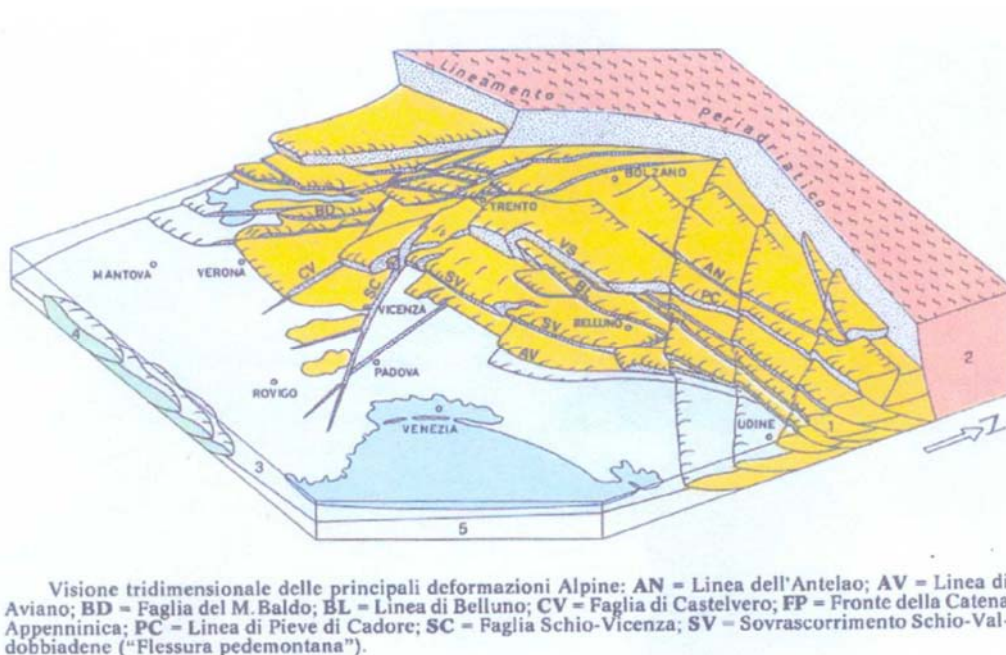 Lineamento
Periadriatico
BOLZANO
TRENTO
BD
VS
AN
MANTOVA
VERONA
CV
SC
SV
BL
PC
VICENZA
SV
BELLUNO
A
AV
PADOVA
ROVIGO
VENEZIA
UDINE
1
2
N
3
5
Visione tridimensionale delle principali deformazioni Alpine: AN = Linea dell'Antelao; AV = Linea di
Aviano; BD = Faglia del M. Baldo; BL = Linea di Belluno; CV = Faglia di Castelvero; FP = Fronte della Catena
Appenninica; PC = Linea di Pieve di Cadore; SC = Faglia Schio-Vicenza; SV = Sovrascorrimento Schio-Val-
dobbiadene ("Flessura pedemontana").